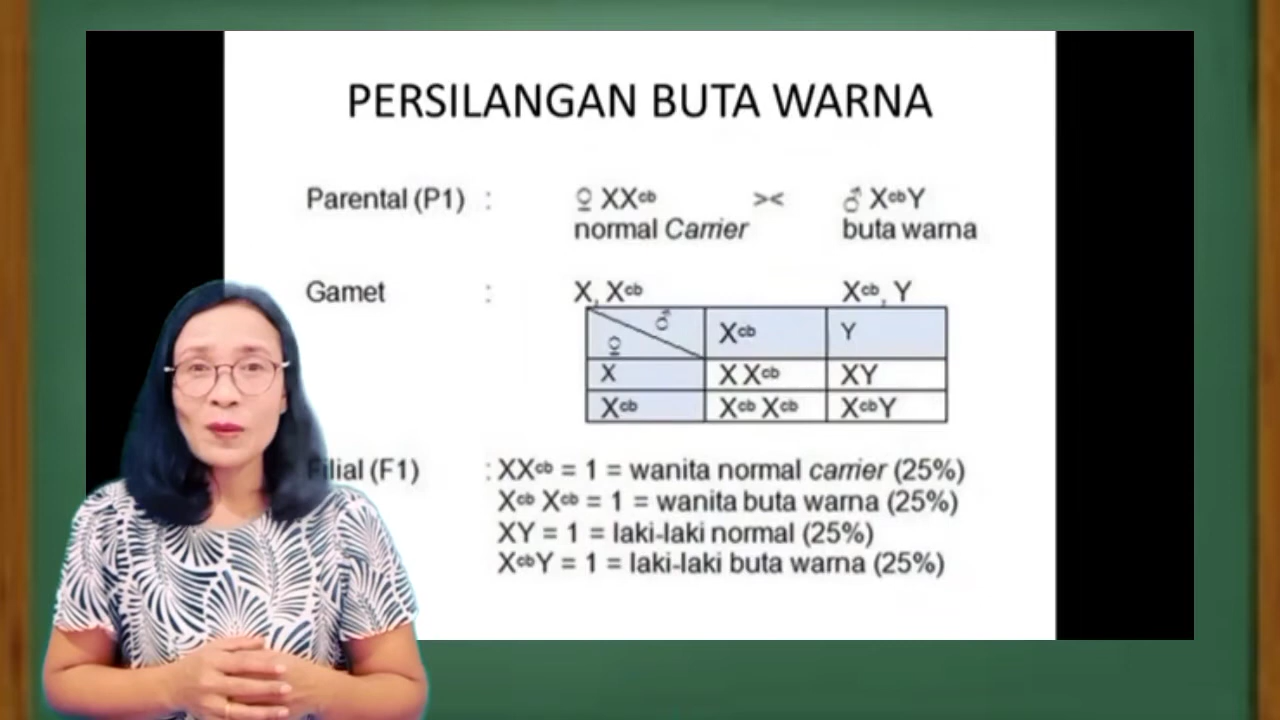 PERSILANGAN BUTA WARNA
Parental (P1) : ♀ XXᶜᵇ >< ♂ XᶜᵇY
normal Carrier buta warna
Gamet : X, Xᶜᵇ Xᶜᵇ, Y
♀ ♂ Xᶜᵇ Y
X X Xᶜᵇ XY
Xᶜᵇ Xᶜᵇ Xᶜᵇ XᶜᵇY
Filial (F1) : XXᶜᵇ = 1 = wanita normal carrier (25%)
Xᶜᵇ Xᶜᵇ = 1 = wanita buta warna (25%)
XY = 1 = laki-laki normal (25%)
XᶜᵇY = 1 = laki-laki buta warna (25%)